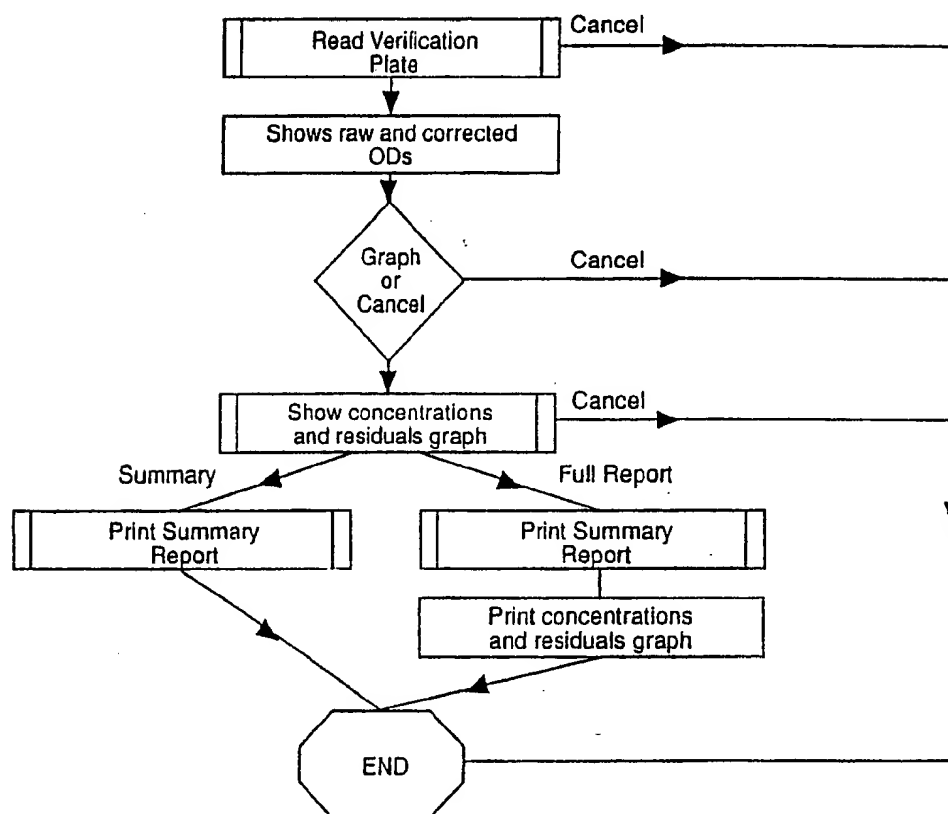 Cancel
Read Verification
Plate
Shows raw and corrected
ODs
Graph
or
Cancel
Cancel
Show concentrations
and residuals graph
Cancel
Summary
Full Report
Print Summary
Report
Print Summary
Report
Print concentrations
and residuals graph
END